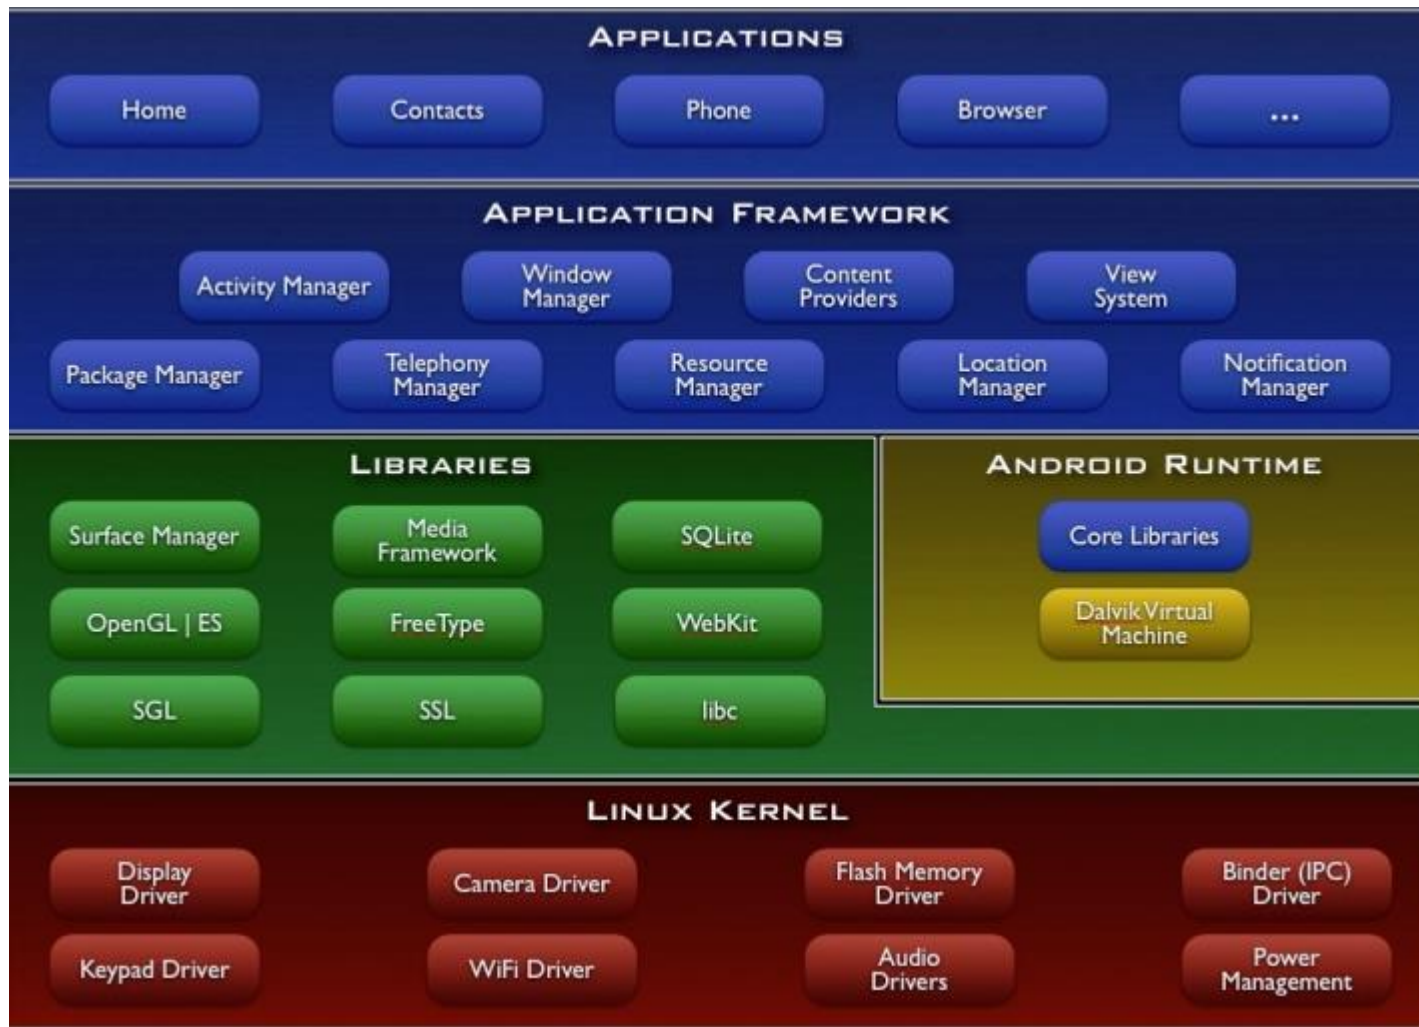 APPLICATIONS
Home
Contacts
Phone
Browser
...
APPLICATION FRAMEWORK
Activity Manager
Window
Manager
Content
Providers
View
System
Package Manager
Telephony
Manager
Resource
Manager
Location
Manager
Notification
Manager
LIBRARIES
Surface Manager
Media
Framework
SQLite
OpenGL | ES
FreeType
WebKit
SGL
SSL
libc
ANDROID RUNTIME
Core Libraries
Dalvik Virtual
Machine
LINUX KERNEL
Display
Driver
Camera Driver
Flash Memory
Driver
Binder (IPC)
Driver
Keypad Driver
WiFi Driver
Audio
Drivers
Power
Management